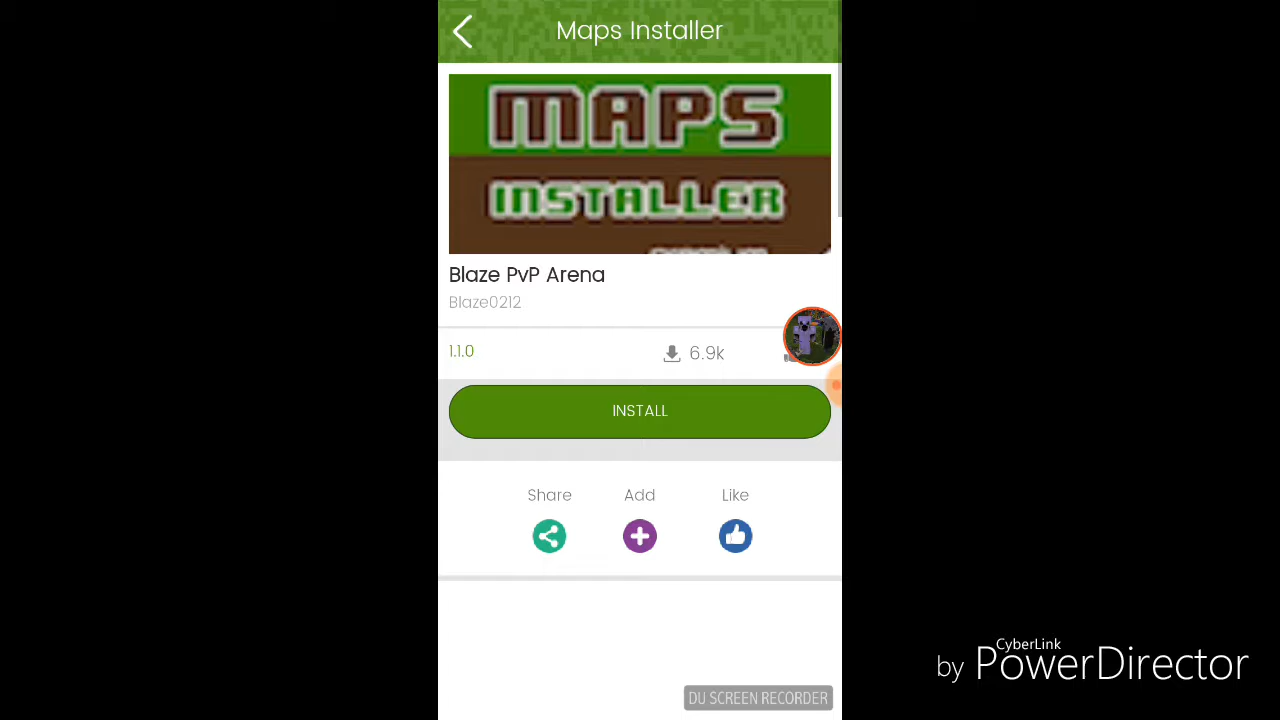 Maps Installer
MAPS
INSTALLER
Blaze PvP Arena
Blaze0212
1.1.0
6.9k
INSTALL
Share Add Like
CyberLink
by PowerDirector
DU SCREEN RECORDER